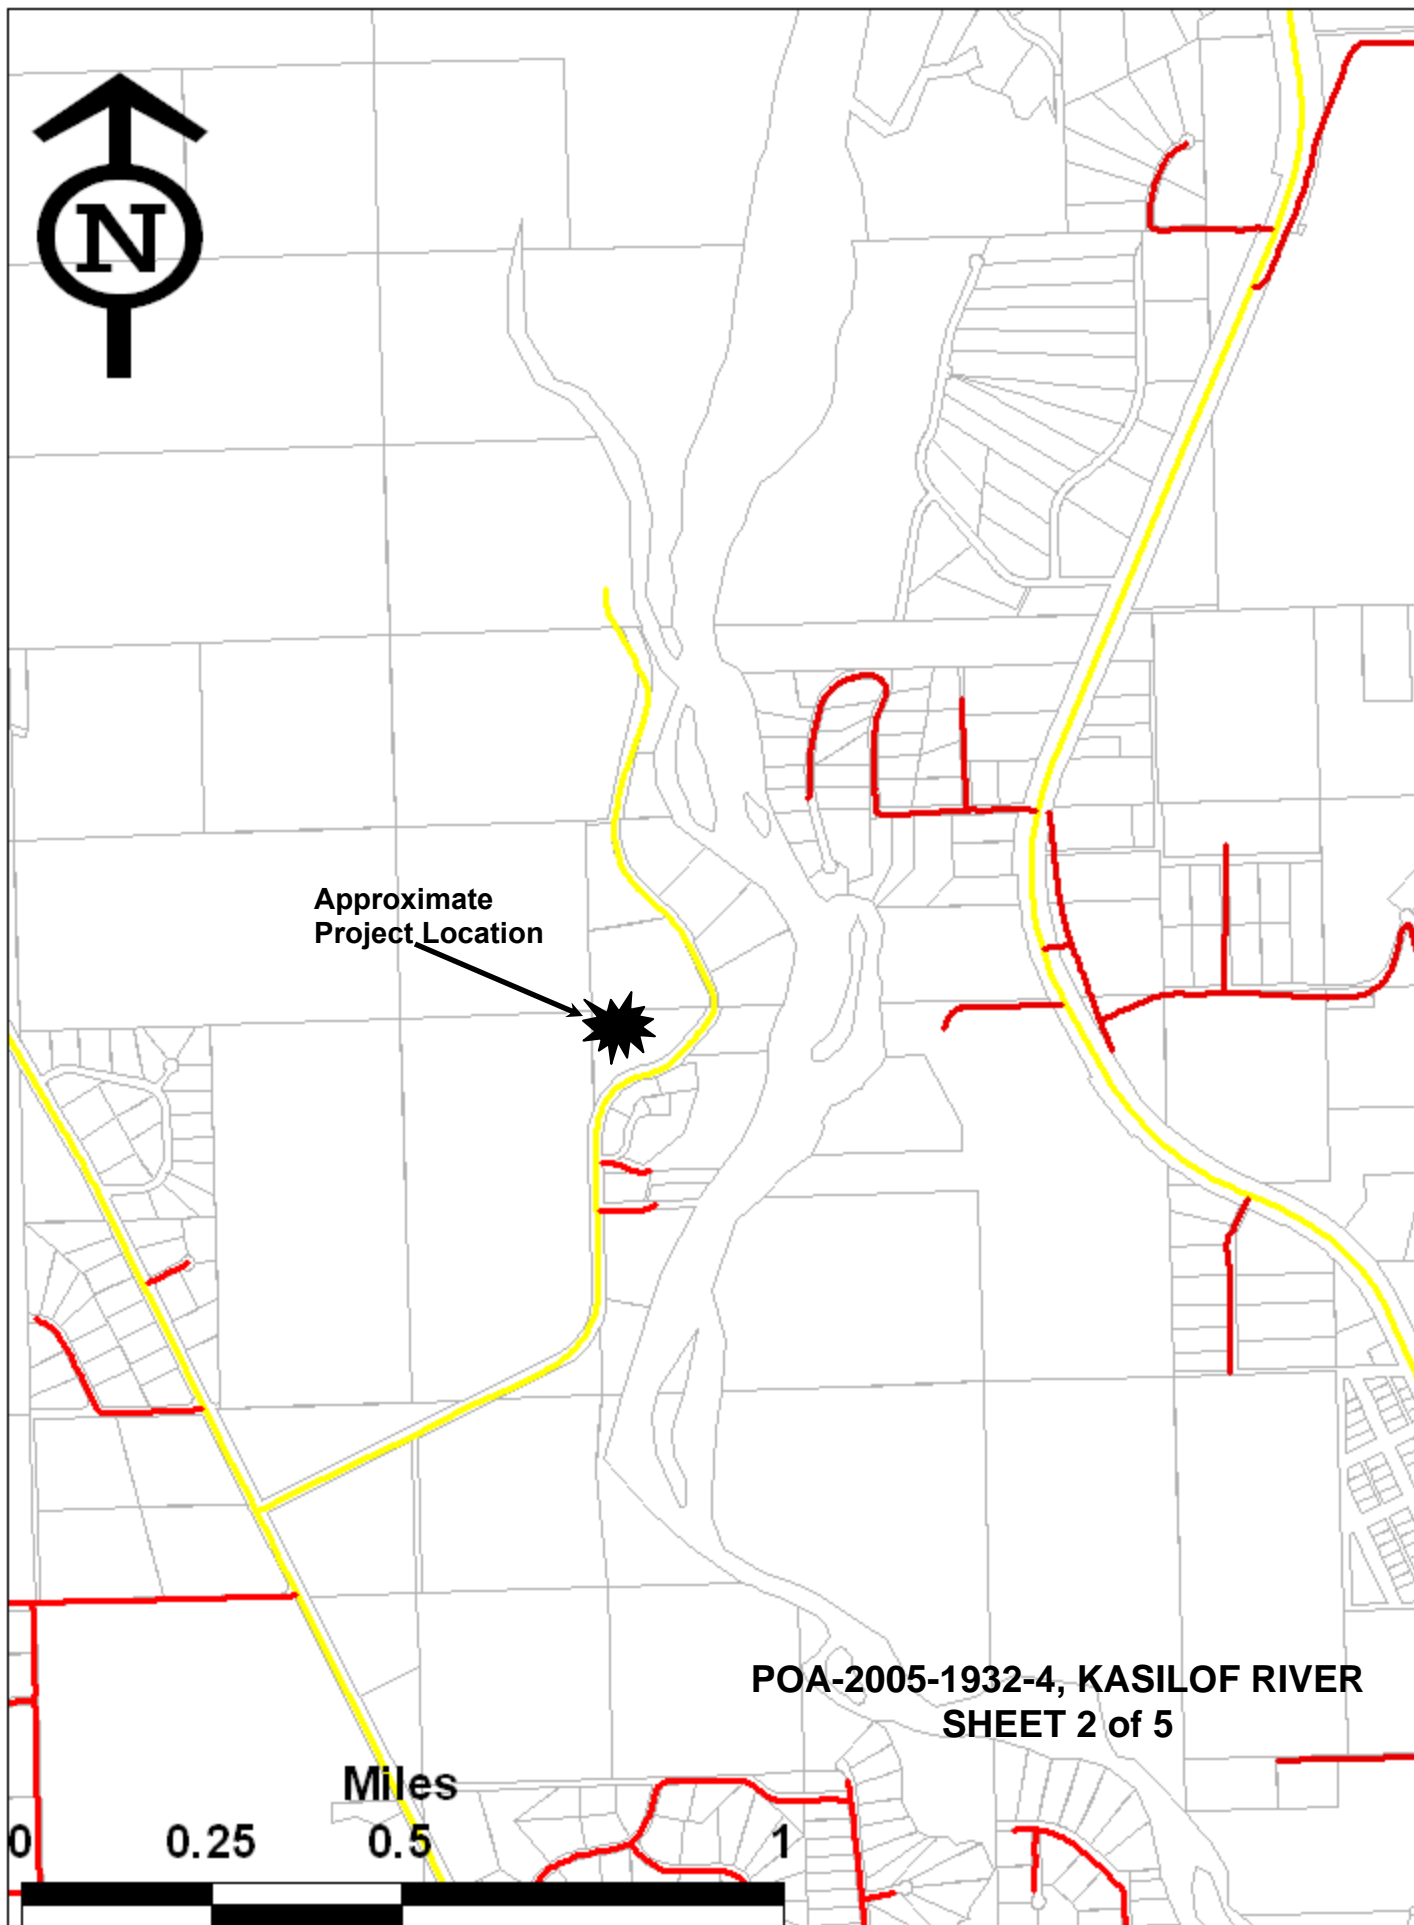 N
Approximate
Project Location
POA-2005-1932-4, KASILOF RIVER
SHEET 2 of 5
Miles
0 0.25 0.5 1